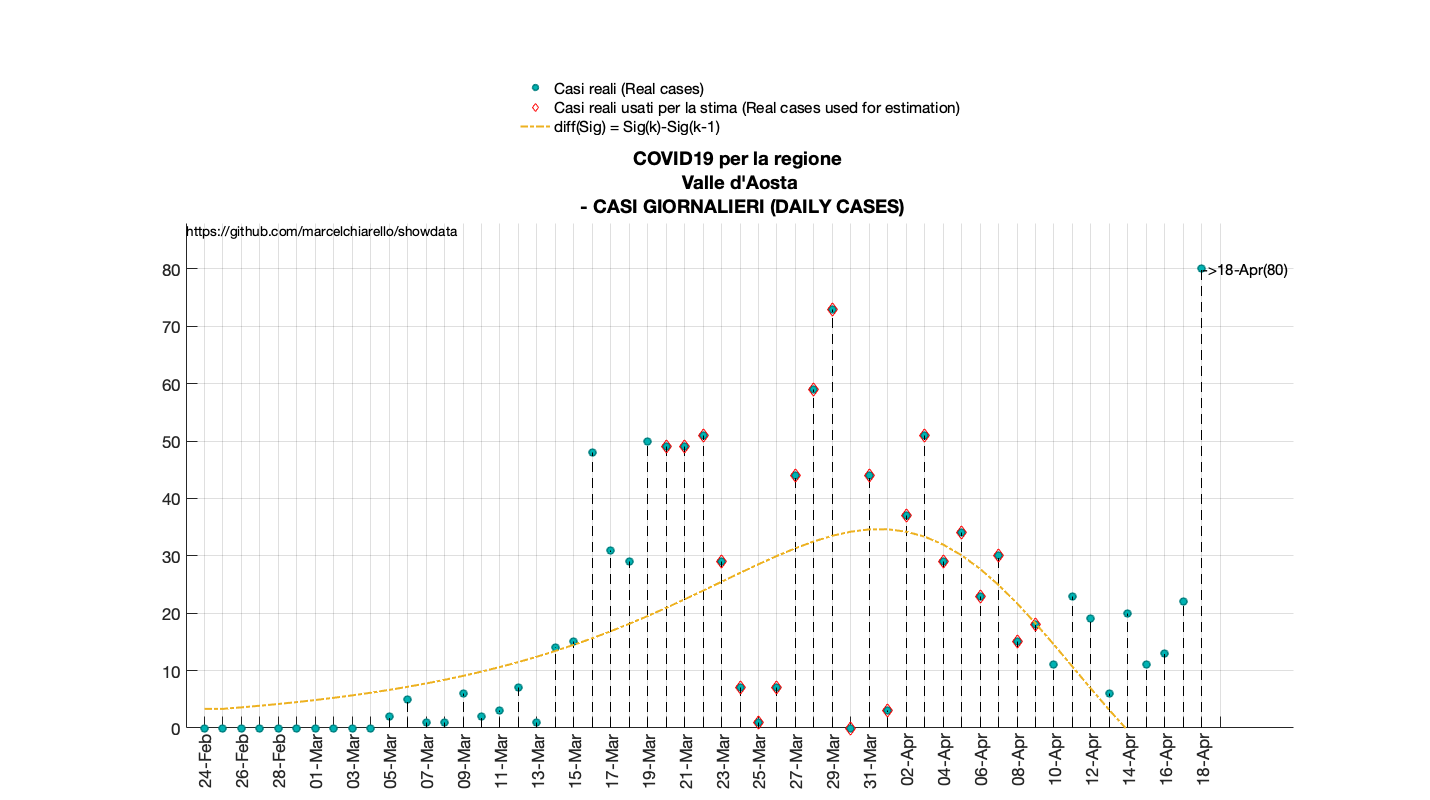 Casi reali (Real cases)
Casi reali usati per la stima (Real cases used for estimation)
diff(Sig) = Sig(k)-Sig(k-1)
COVID19 per la regione
Valle d'Aosta
- CASI GIORNALIERI (DAILY CASES)
https://github.com/marcelchiarello/showdata
80
->18-Apr(80)
70
60
50
40
30
20
10
0
24-Feb
26-Feb
28-Feb
01-Mar
03-Mar
05-Mar
07-Mar
09-Mar
11-Mar
13-Mar
15-Mar
17-Mar
19-Mar
21-Mar
23-Mar
25-Mar
27-Mar
29-Mar
31-Mar
02-Apr
04-Apr
06-Apr
08-Apr
10-Apr
12-Apr
14-Apr
16-Apr
18-Apr